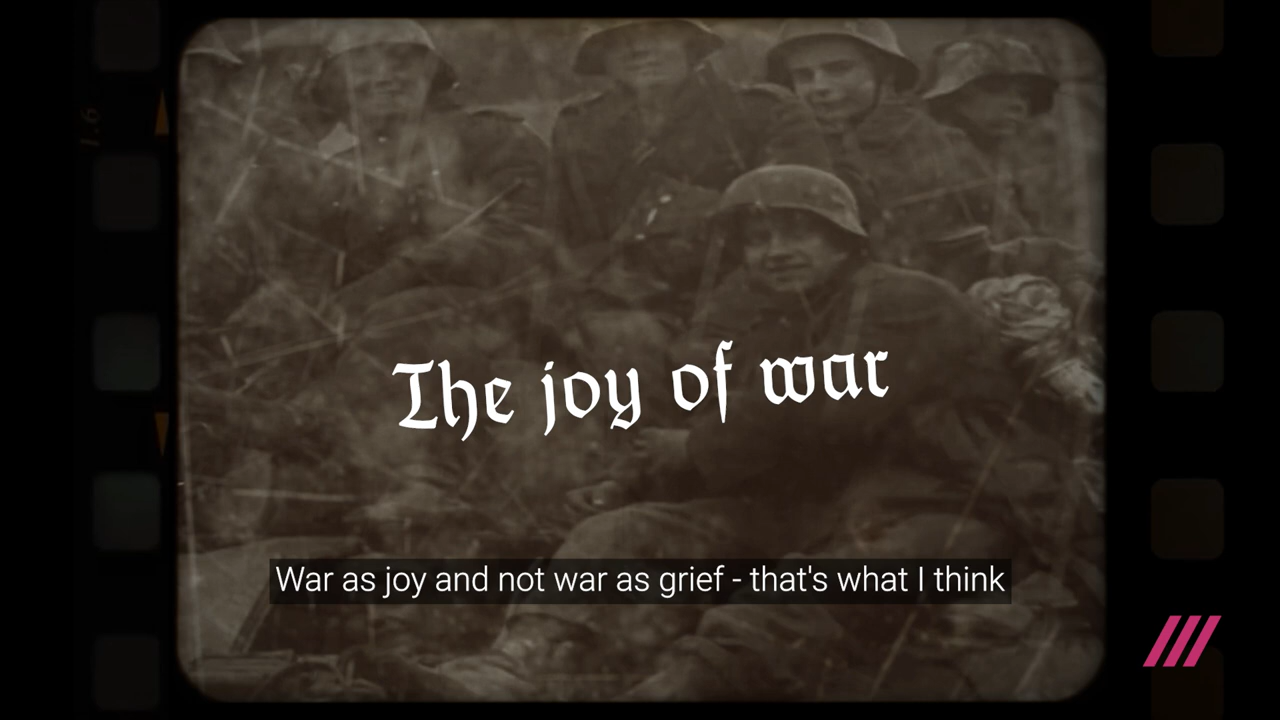 The joy of war
War as joy and not war as grief - that's what I think